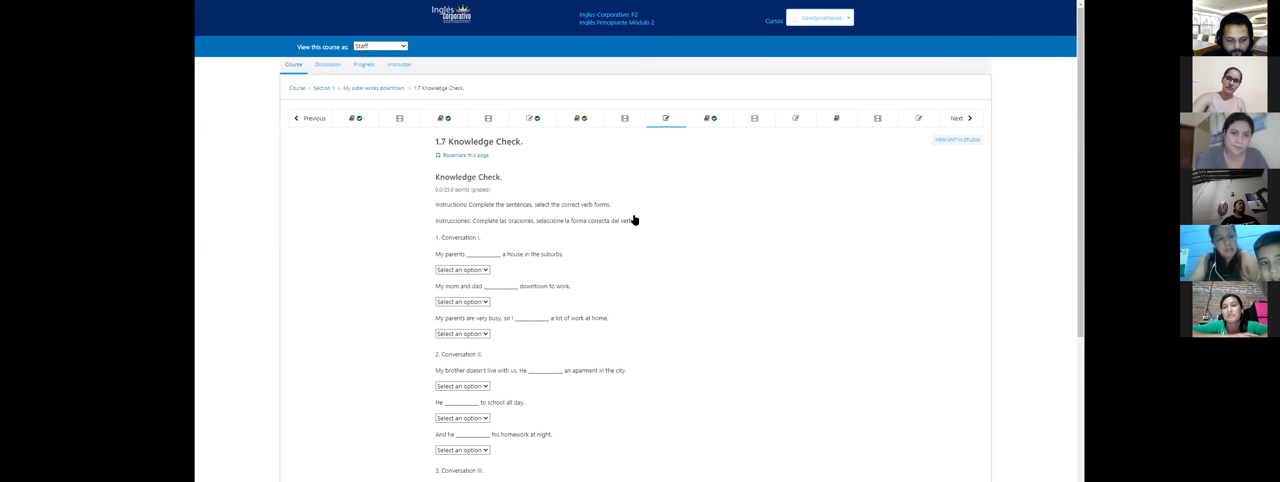 Inglés
Corporativo
Ingles-Corporativo: P2
Inglés Principiante Módulo 2
Cursos
View this course as:
Staff
Course
Discussion
Progress
Instructor
Course > Section 1 > My sister works downtown. > 1.7 Knowledge Check.
Previous
Next
1.7 Knowledge Check.
VIEW UNIT IN STUDIO
Bookmark this page
Knowledge Check.
0.0/25.0 points (graded)
Instructions: Complete the sentences, select the correct verb forms.
Instrucciones: Complete las oraciones, seleccione la forma correcta del verb
1. Conversation I.
My parents __________ a house in the suburbs.
Select an option
My mom and dad __________ downtown to work.
Select an option
My parents are very busy, so I __________ a lot of work at home.
Select an option
2. Conversation II.
My brother doesn't live with us. He __________ an aparment in the city.
Select an option
He __________ to school all day.
Select an option
And he __________ his homework at night.
Select an option
3. Conversation III.